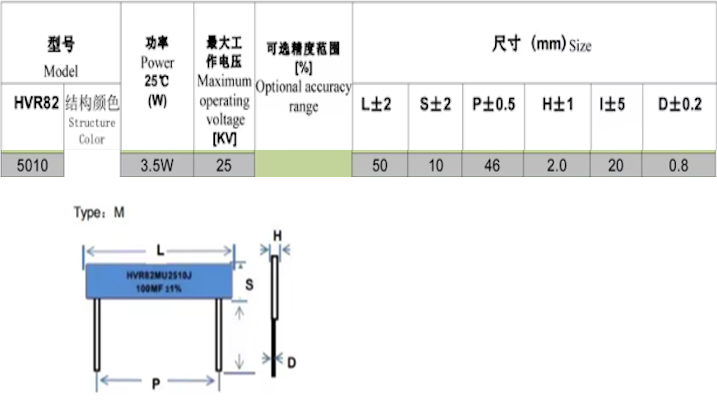 型号
Model
功率
Power
25℃
(W)
最大工
作电压
Maximum
operating
voltage
[KV]
可选精度范围
[%]
Optional accuracy
range
尺寸 (mm) Size
HVR82
结构颜色
Structure
Color
L±2
S±2
P±0.5
H±1
I±5
D±0.2
5010
3.5W
25
50
10
46
2.0
20
0.8
Type: M
L
H
HVR82MU2510J
100MF ±1%
S
D
P